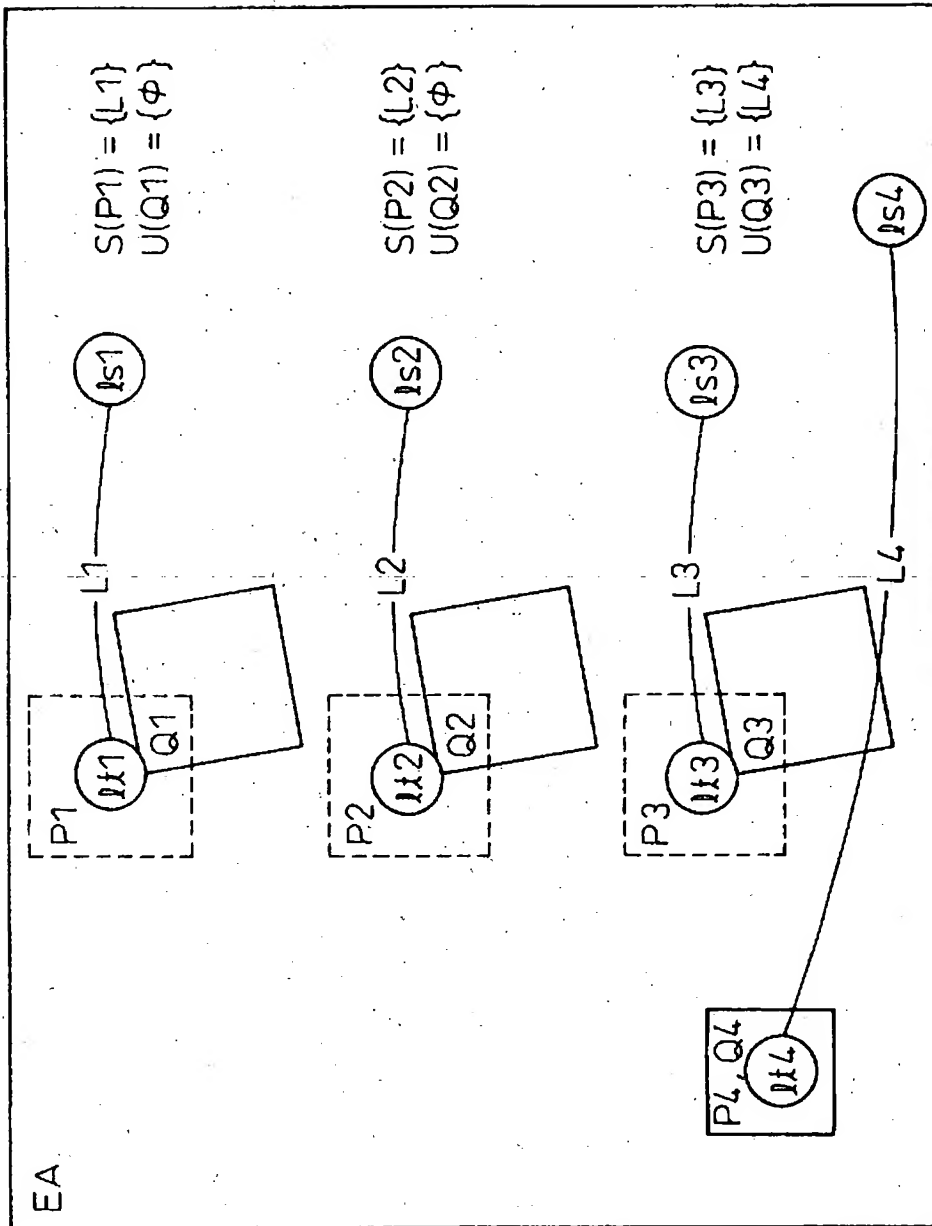 EA
P1
ℓt1
Q1
L1
ℓs1
S(P1) = {L1}
U(Q1) = {Φ}
P2
ℓt2
Q2
L2
ℓs2
S(P2) = {L2}
U(Q2) = {Φ}
P3
ℓt3
Q3
L3
ℓs3
S(P3) = {L3}
U(Q3) = {L4}
P4, Q4
ℓt4
L4
ℓs4